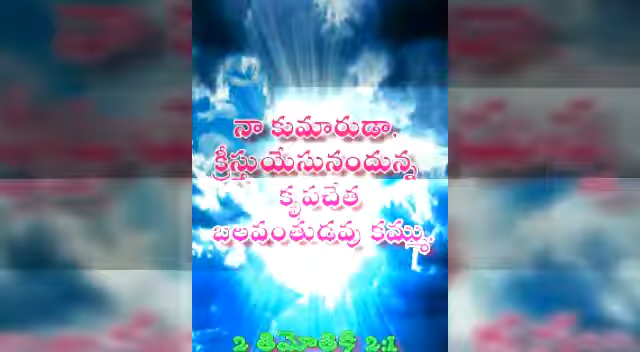 నా కుమారుడా,
క్రీస్తుయేసునందున్న
కృపచేత
బలవంతుడవు కమ్ము.
2 తిమోతికి 2:1